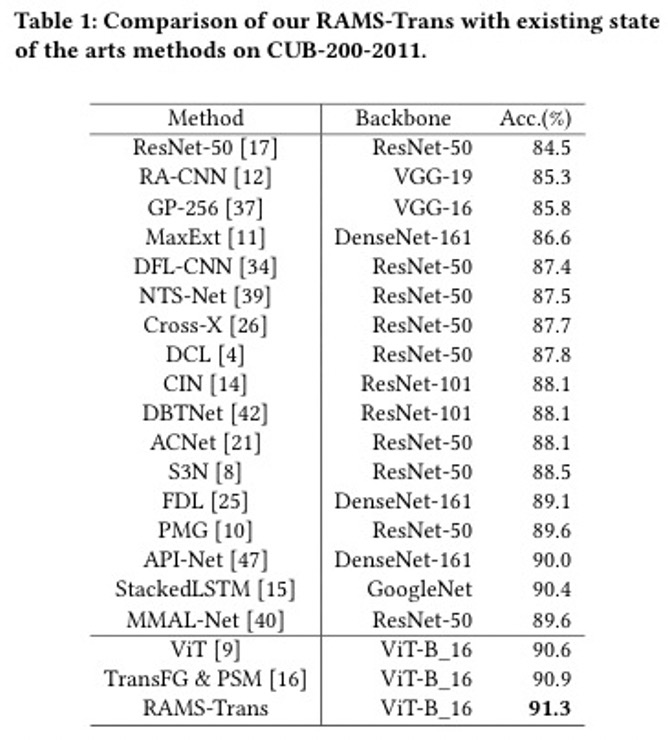 Table 1: Comparison of our RAMS-Trans with existing state
of the arts methods on CUB-200-2011.
Method Backbone Acc.(%)
ResNet-50 [17] ResNet-50 84.5
RA-CNN [12] VGG-19 85.3
GP-256 [37] VGG-16 85.8
MaxExt [11] DenseNet-161 86.6
DFL-CNN [34] ResNet-50 87.4
NTS-Net [39] ResNet-50 87.5
Cross-X [26] ResNet-50 87.7
DCL [4] ResNet-50 87.8
CIN [14] ResNet-101 88.1
DBTNet [42] ResNet-101 88.1
ACNet [21] ResNet-50 88.1
S3N [8] ResNet-50 88.5
FDL [25] DenseNet-161 89.1
PMG [10] ResNet-50 89.6
API-Net [47] DenseNet-161 90.0
StackedLSTM [15] GoogleNet 90.4
MMAL-Net [40] ResNet-50 89.6
ViT [9] ViT-B_16 90.6
TransFG & PSM [16] ViT-B_16 90.9
RAMS-Trans ViT-B_16 91.3